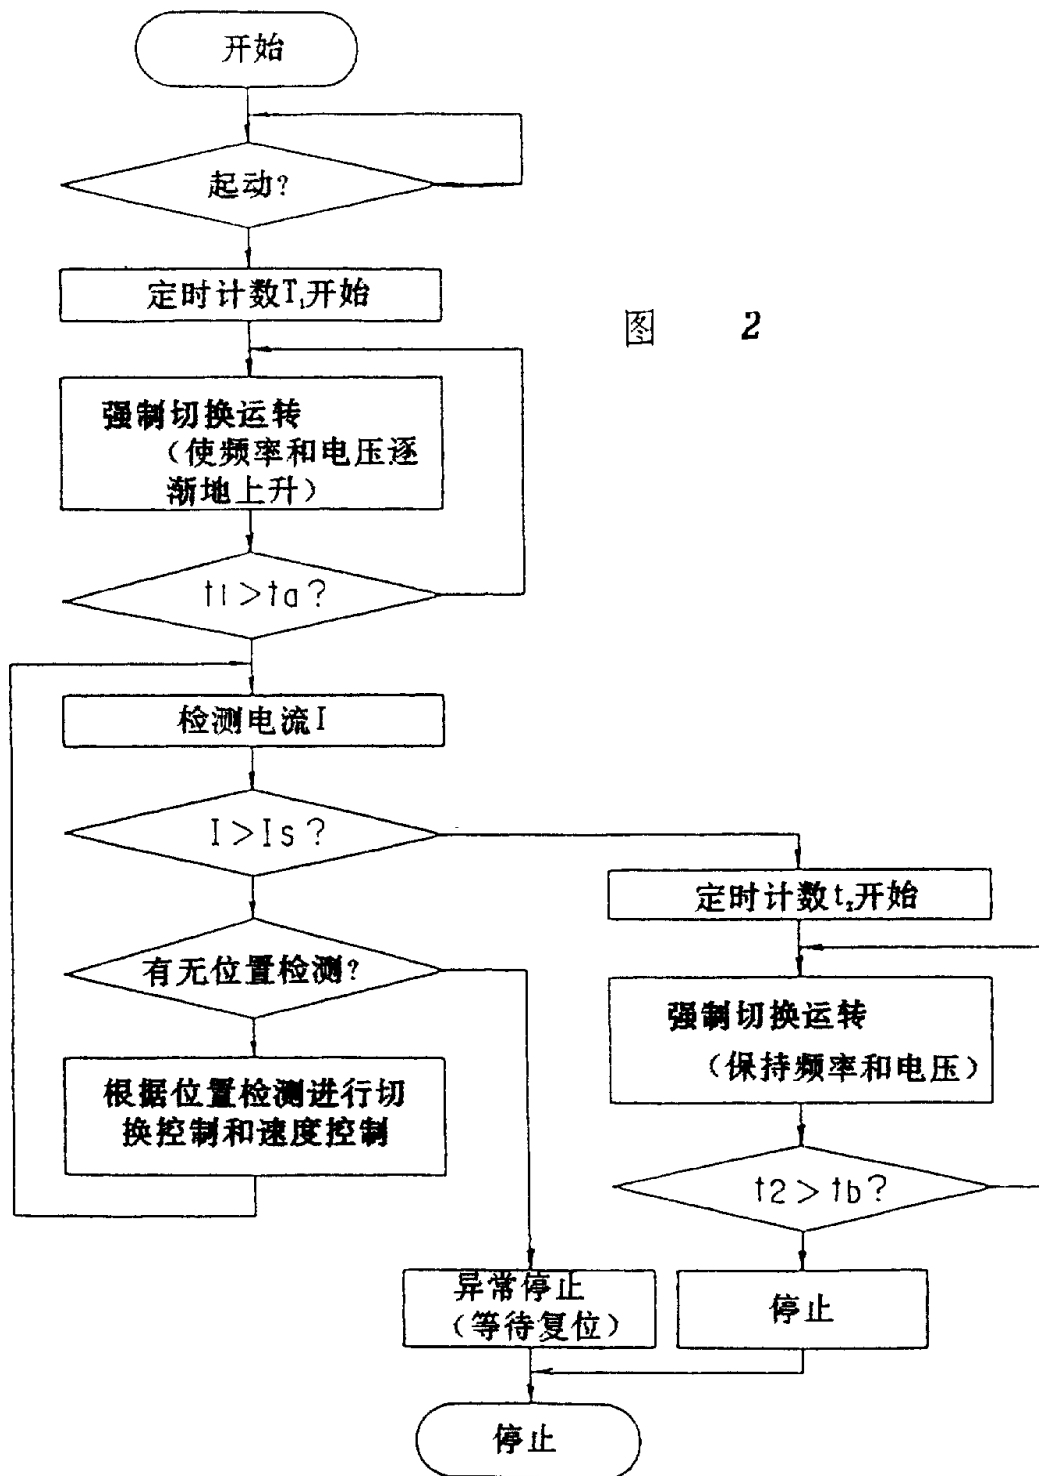 开始
起动?
定时计数T₁开始
图 2
强制切换运转
(使频率和电压逐
渐地上升)
t1>ta?
检测电流I
I>Is?
定时计数t₂开始
有无位置检测?
强制切换运转
(保持频率和电压)
根据位置检测进行切
换控制和速度控制
t2>tb?
异常停止
(等待复位)
停止
停止